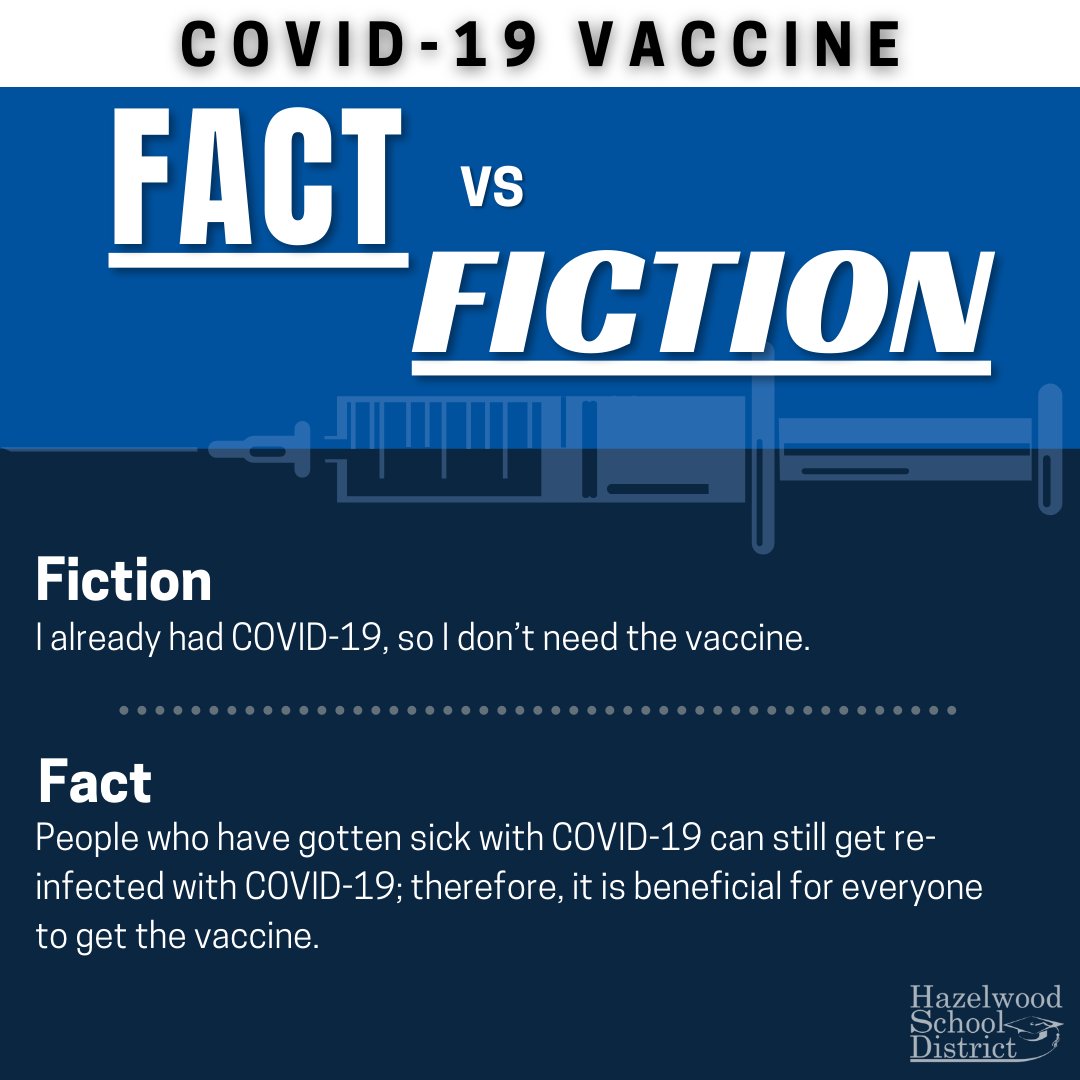 COVID-19 VACCINE
FACT
VS
FICTION
Fiction
I already had COVID-19, so I don’t need the vaccine.
Fact
People who have gotten sick with COVID-19 can still get re-
infected with COVID-19; therefore, it is beneficial for everyone
to get the vaccine.
Hazelwood
School
District